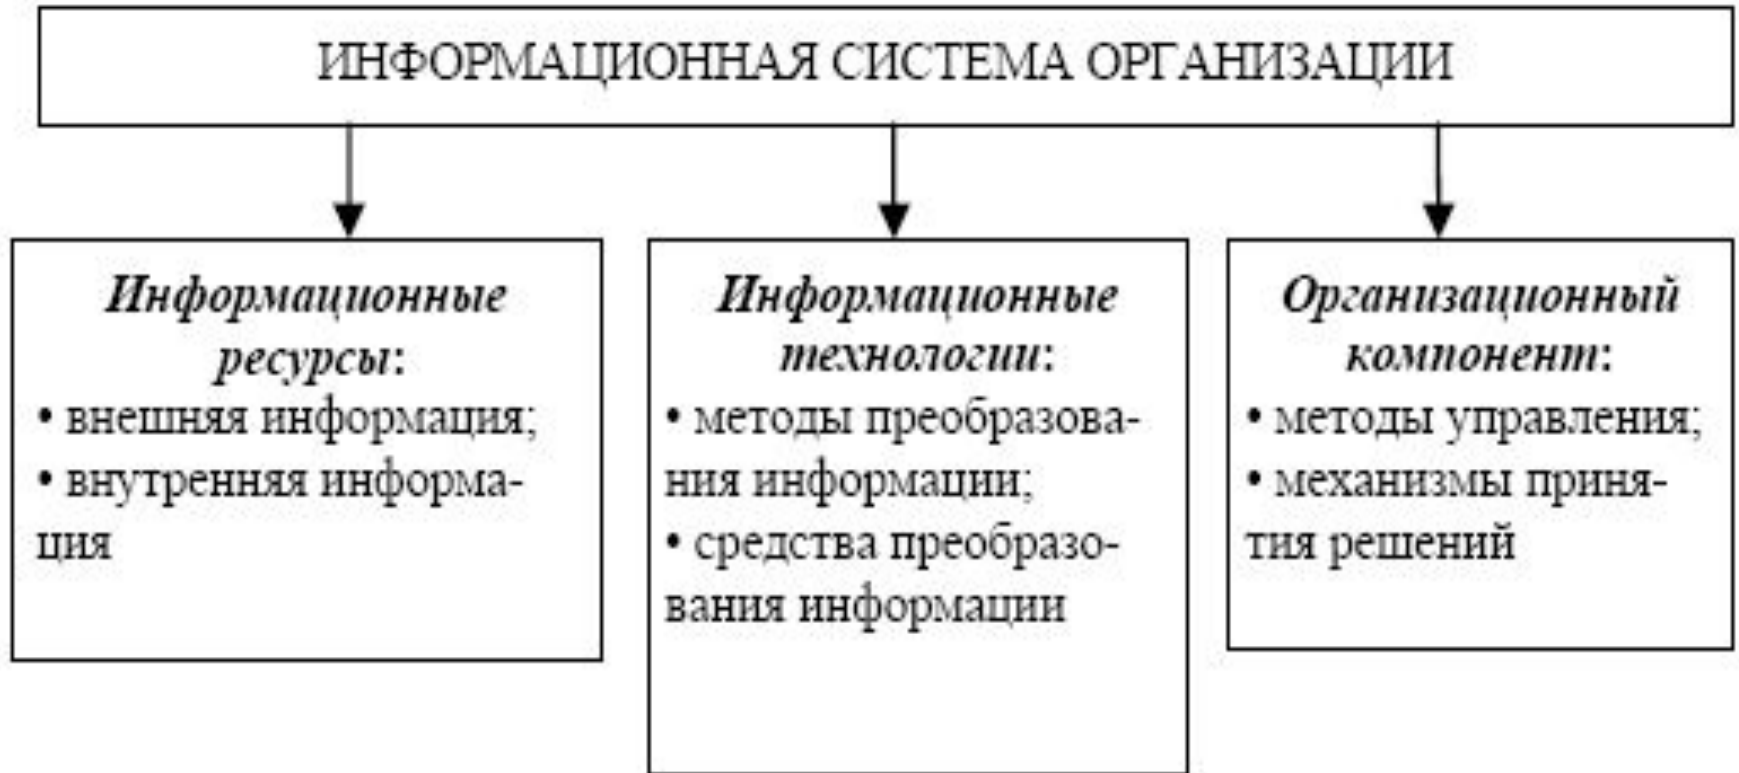 ИНФОРМАЦИОННАЯ СИСТЕМА ОРГАНИЗАЦИИ
Информационные
ресурсы:
• внешняя информация;
• внутренняя информа-
ция
Информационные
технологии:
• методы преобразова-
ния информации;
• средства преобразо-
вания информации
Организационный
компонент:
• методы управления;
• механизмы приня-
тия решений